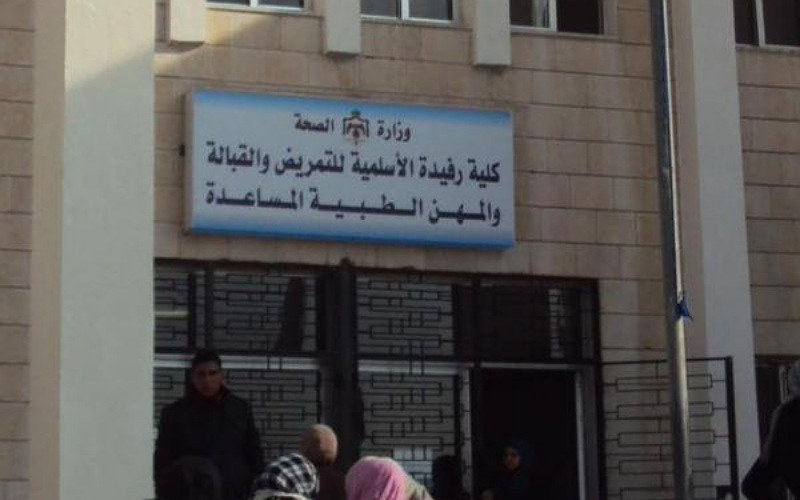 وزارة الصحة
كلية رفيدة الأسلمية للتمريض والقبالة
والمهن الطبية المساعدة